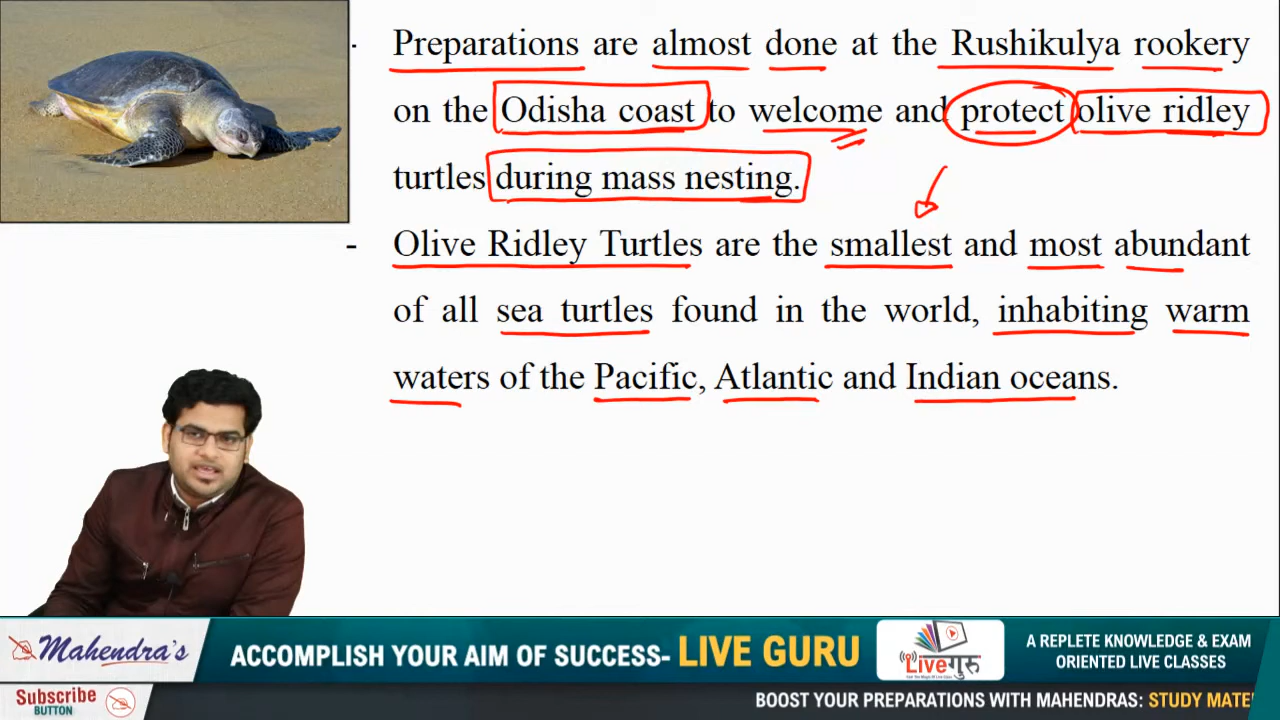 - Preparations are almost done at the Rushikulya rookery
on the Odisha coast to welcome and protect olive ridley
turtles during mass nesting.
- Olive Ridley Turtles are the smallest and most abundant
of all sea turtles found in the world, inhabiting warm
waters of the Pacific, Atlantic and Indian oceans.
Mahendra's
ACCOMPLISH YOUR AIM OF SUCCESS- LIVE GURU
Liveगुरु
A REPLETE KNOWLEDGE & EXAM
ORIENTED LIVE CLASSES
Subscribe
BUTTON
BOOST YOUR PREPARATIONS WITH MAHENDRAS: STUDY MATE